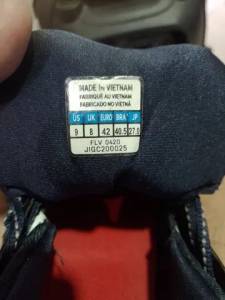 MADE IN VIETNAM
FABRIQUÉ AU VIETNAM
FABRICADO NO VIETNÃ
US UK EURO BRA JP
9 8 42 40.5 27.0
FLV 0420
JIGC200025